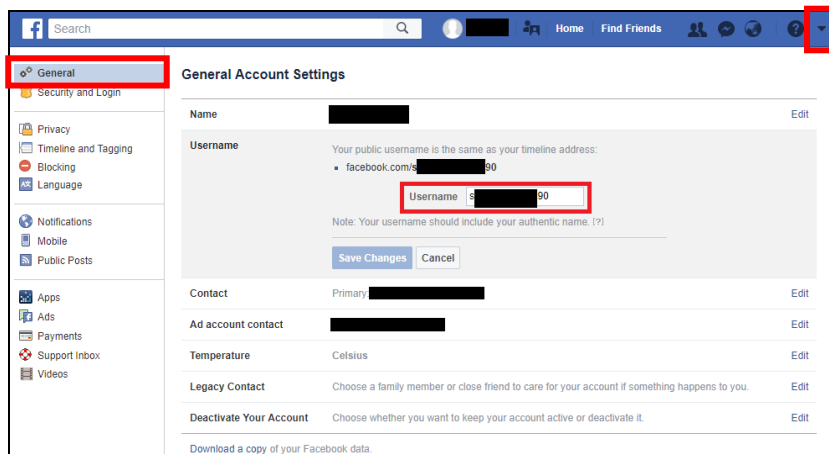 f Search Home Find Friends ?
General
Security and Login
Privacy
Timeline and Tagging
Blocking
Language
Notifications
Mobile
Public Posts
Apps
Ads
Payments
Support Inbox
Videos
General Account Settings
Name Edit
Username Your public username is the same as your timeline address:
facebook.com/s 90
Username s 90
Note: Your username should include your authentic name. [?]
Save Changes Cancel
Contact Primary: Edit
Ad account contact Edit
Temperature Celsius Edit
Legacy Contact Choose a family member or close friend to care for your account if something happens to you. Edit
Deactivate Your Account Choose whether you want to keep your account active or deactivate it. Edit
Download a copy of your Facebook data.